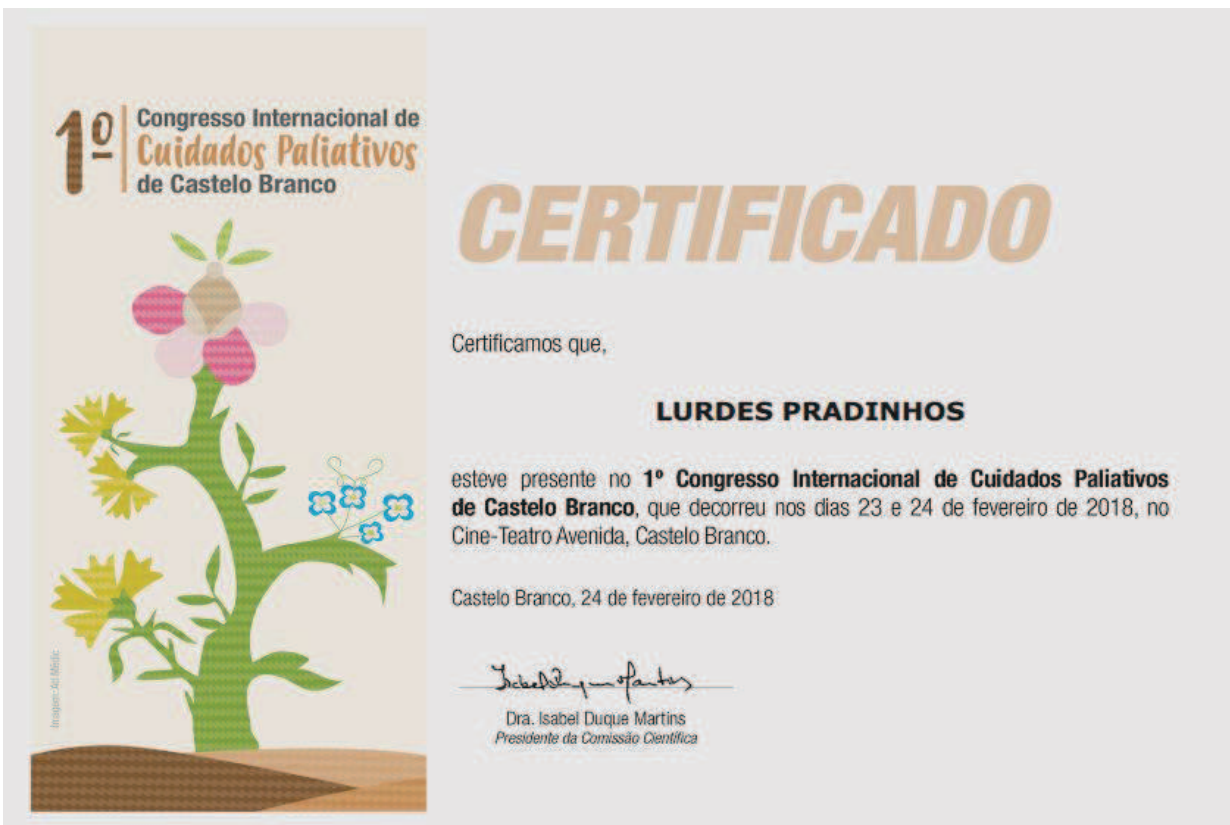 1º
Congresso Internacional de
Cuidados Paliativos
de Castelo Branco
CERTIFICADO
Certificamos que,
LURDES PRADINHOS
esteve presente no 1º Congresso Internacional de Cuidados Paliativos
de Castelo Branco, que decorreu nos dias 23 e 24 de fevereiro de 2018, no
Cine-Teatro Avenida, Castelo Branco.
Castelo Branco, 24 de fevereiro de 2018
Dra. Isabel Duque Martins
Presidente da Comissão Científica
Imagem: Ad Médic